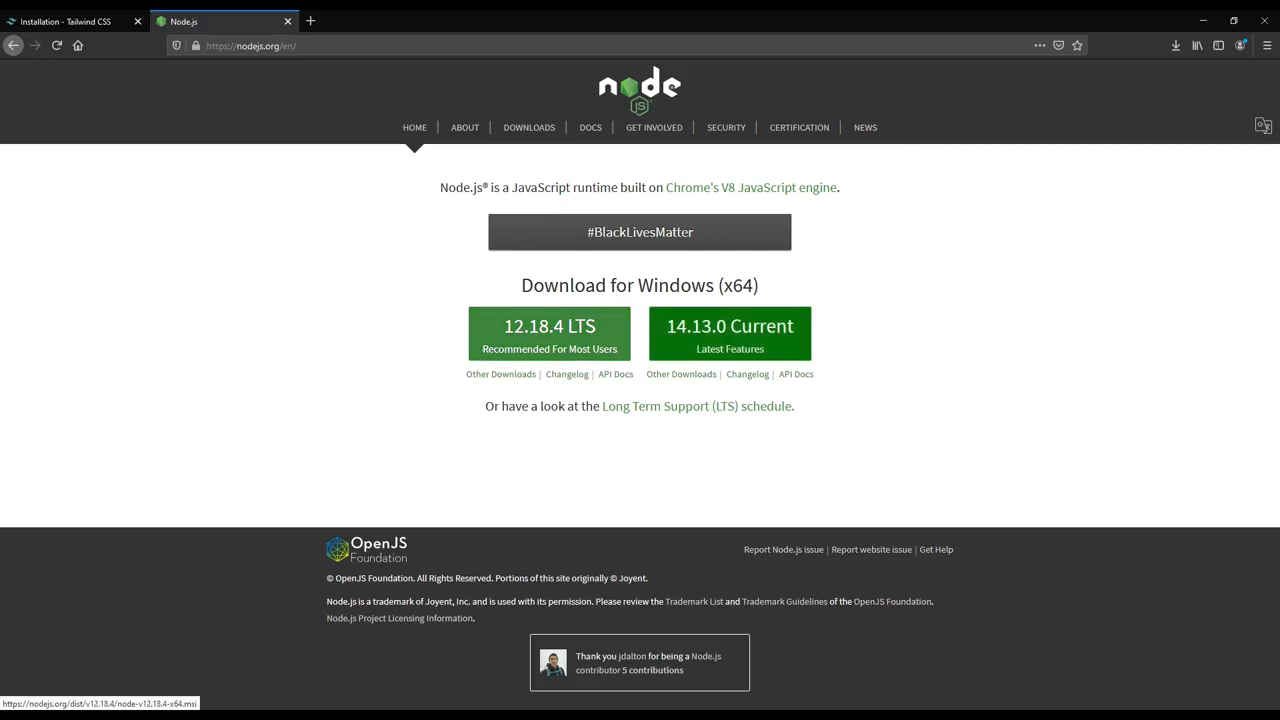 Installation - Tailwind CSS
Node.js
https://nodejs.org/en/
node
JS
HOME | ABOUT | DOWNLOADS | DOCS | GET INVOLVED | SECURITY | CERTIFICATION | NEWS
Node.js® is a JavaScript runtime built on Chrome's V8 JavaScript engine.
#BlackLivesMatter
Download for Windows (x64)
12.18.4 LTS
Recommended For Most Users
14.13.0 Current
Latest Features
Other Downloads | Changelog | API Docs
Other Downloads | Changelog | API Docs
Or have a look at the Long Term Support (LTS) schedule.
OpenJS
Foundation
Report Node.js issue | Report website issue | Get Help
© OpenJS Foundation. All Rights Reserved. Portions of this site originally © Joyent.
Node.js is a trademark of Joyent, Inc. and is used with its permission. Please review the Trademark List and Trademark Guidelines of the OpenJS Foundation.
Node.js Project Licensing Information.
Thank you jdalton for being a Node.js
contributor 5 contributions
https://nodejs.org/dist/v12.18.4/node-v12.18.4-x64.msi